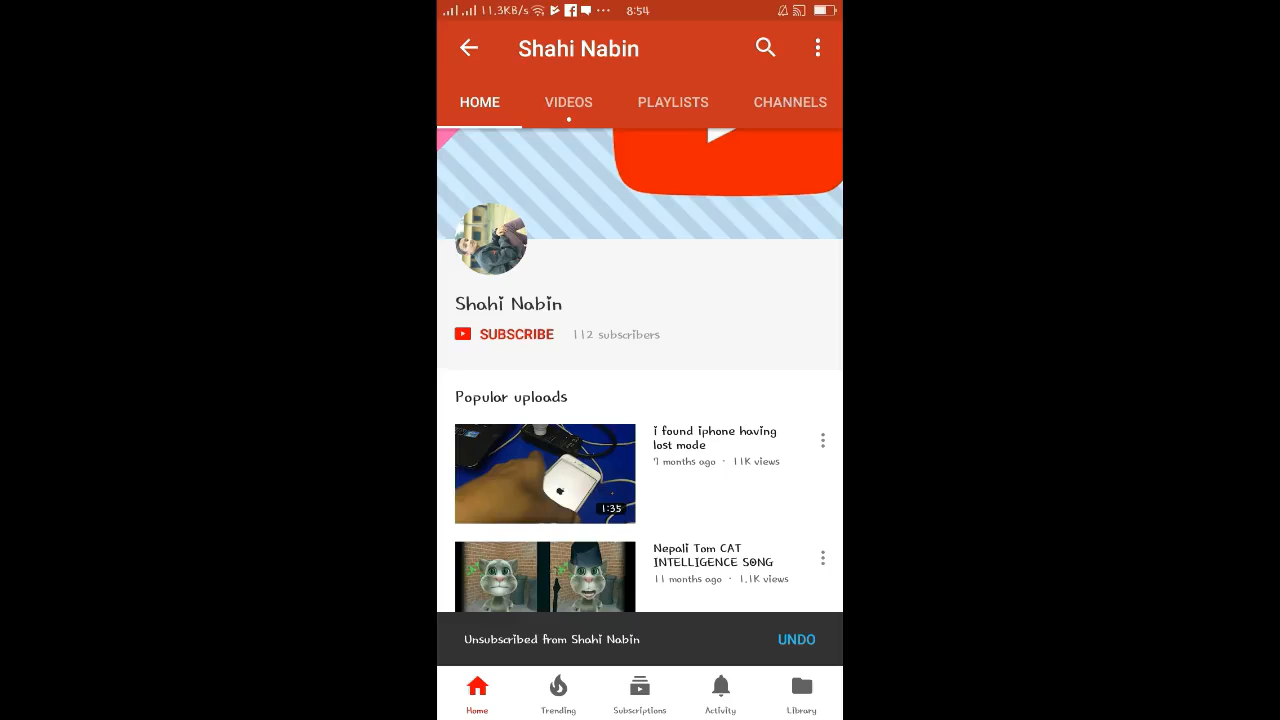 11.3KB/s 8:54
Shahi Nabin
HOME VIDEOS PLAYLISTS CHANNELS
Shahi Nabin
SUBSCRIBE 112 subscribers
Popular uploads
i found iphone having
lost mode
7 months ago · 11K views
1:35
Nepali Tom CAT
INTELLIGENCE SONG
11 months ago · 1.1K views
Unsubscribed from Shahi Nabin UNDO
Home Trending Subscriptions Activity Library